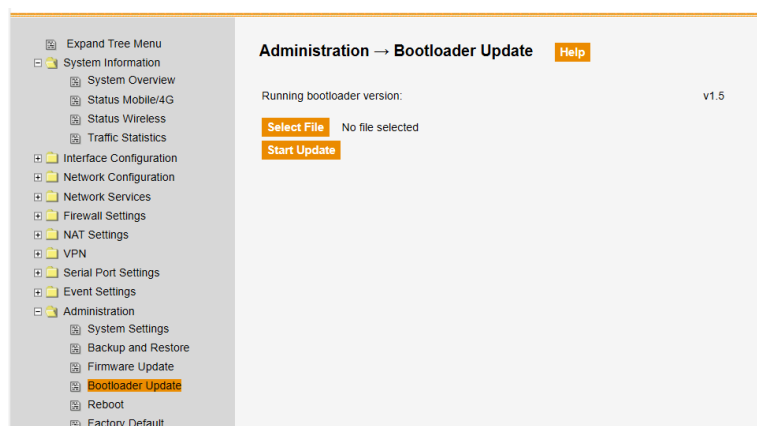 Expand Tree Menu
System Information
System Overview
Status Mobile/4G
Status Wireless
Traffic Statistics
Interface Configuration
Network Configuration
Network Services
Firewall Settings
NAT Settings
VPN
Serial Port Settings
Event Settings
Administration
System Settings
Backup and Restore
Firmware Update
Bootloader Update
Reboot
Factory Default
Administration → Bootloader Update Help
Running bootloader version: v1.5
Select File No file selected
Start Update